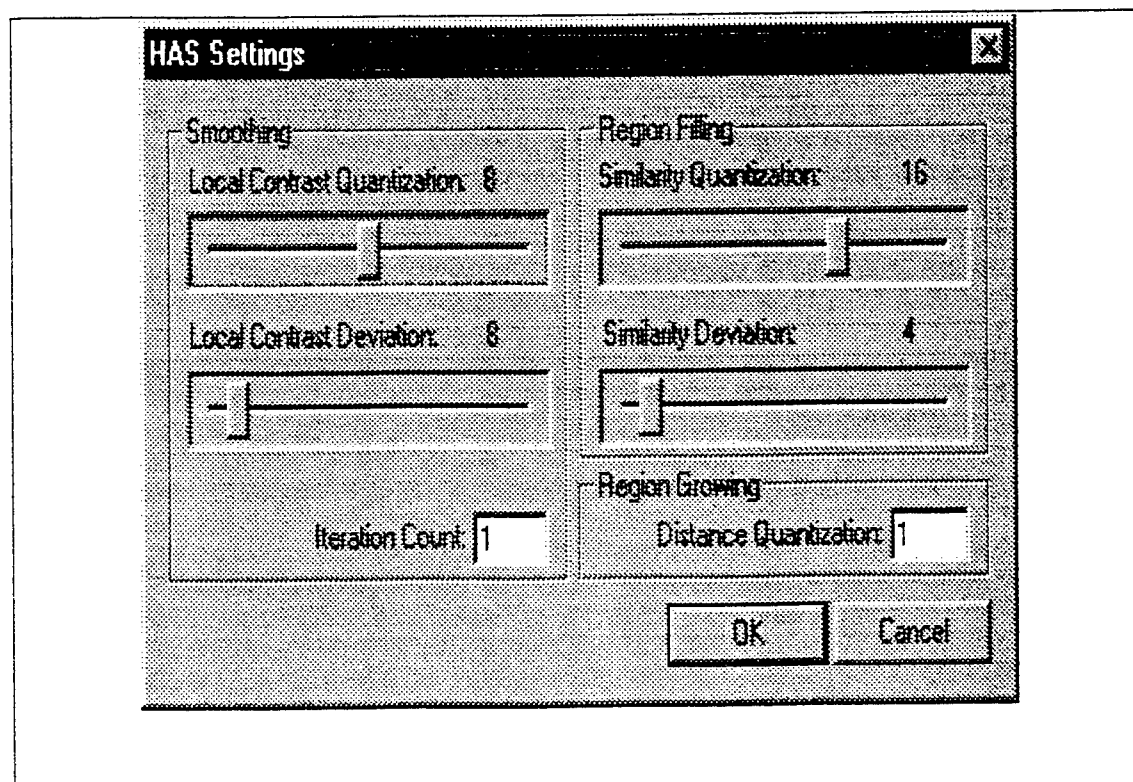 HAS Settings
Smoothing
Local Contrast Quantization: 8
Local Contrast Deviation: 8
Iteration Count: 1
Region Filling
Similarity Quantization: 16
Similarity Deviation: 4
Region Growing
Distance Quantization: 1
OK
Cancel